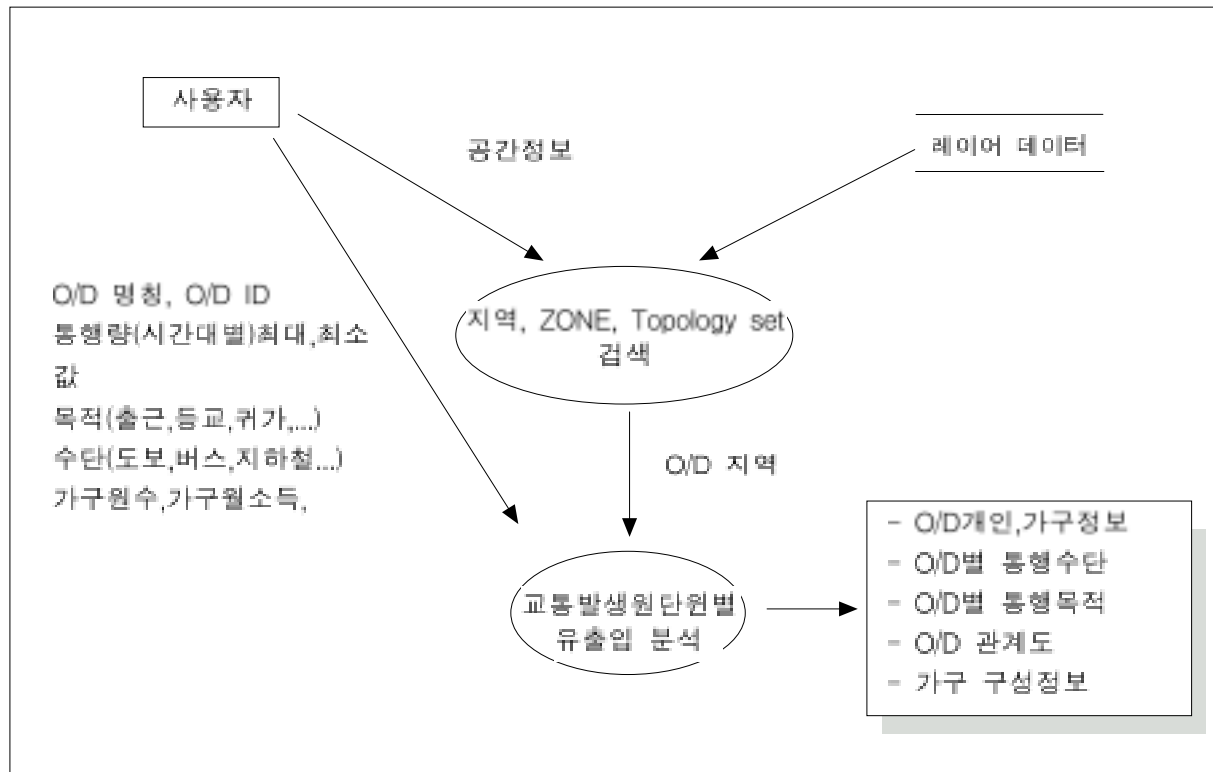 사용자
공간정보
레이어 데이터
O/D 명칭, O/D ID
통행량(시간대별)최대,최소
값
목적(출근,등교,귀가,...)
수단(도보,버스,지하철...)
가구원수,가구월소득,
지역, ZONE, Topology set
검색
O/D 지역
교통발생원단위별
유출입 분석
- O/D개인,가구정보
- O/D별 통행수단
- O/D별 통행목적
- O/D 관계도
- 가구 구성정보